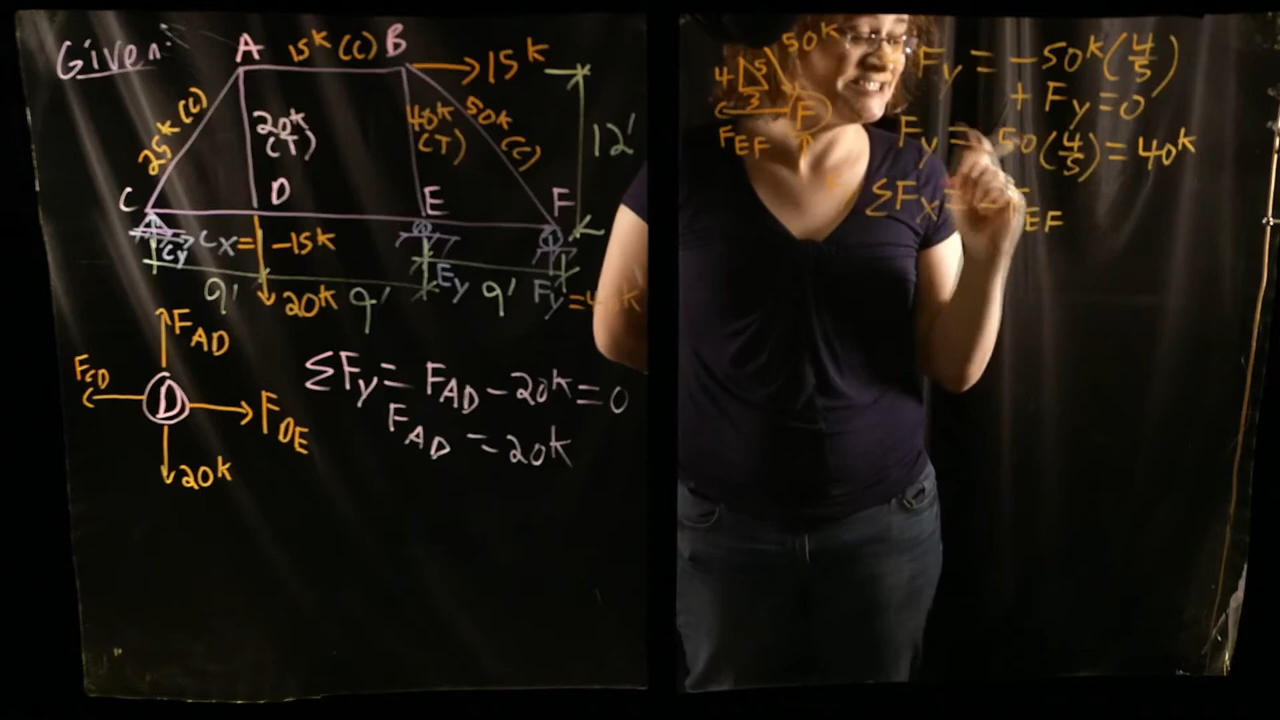 Given:
A 15k (C) B
15k
25k (C)
20k (T)
40k (T)
50k (C)
12'
C D E F
Cy Cx = -15k
Ey
9' 20k 9' 9' Fy =
FAD
FCD D FDE
20k
ΣFy = FAD - 20k = 0
FAD = 20k
50k
4 5
3
FEF F
Fy = -50k(4/5)
+ Fy = 0
Fy = 50(4/5) = 40k
ΣFx =
EF